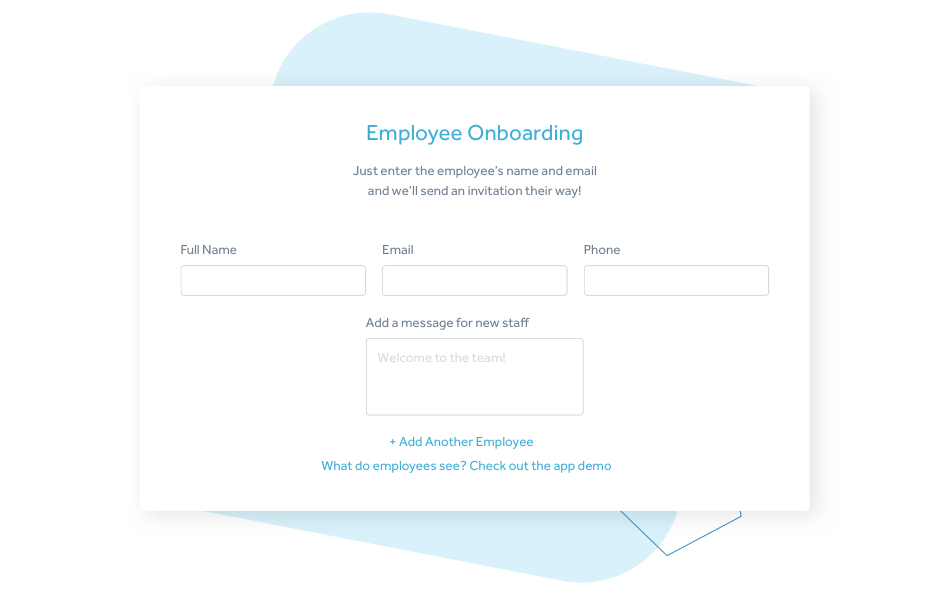 Employee Onboarding
Just enter the employee's name and email
and we'll send an invitation their way!
Full Name
Email
Phone
Add a message for new staff
Welcome to the team!
+ Add Another Employee
What do employees see? Check out the app demo